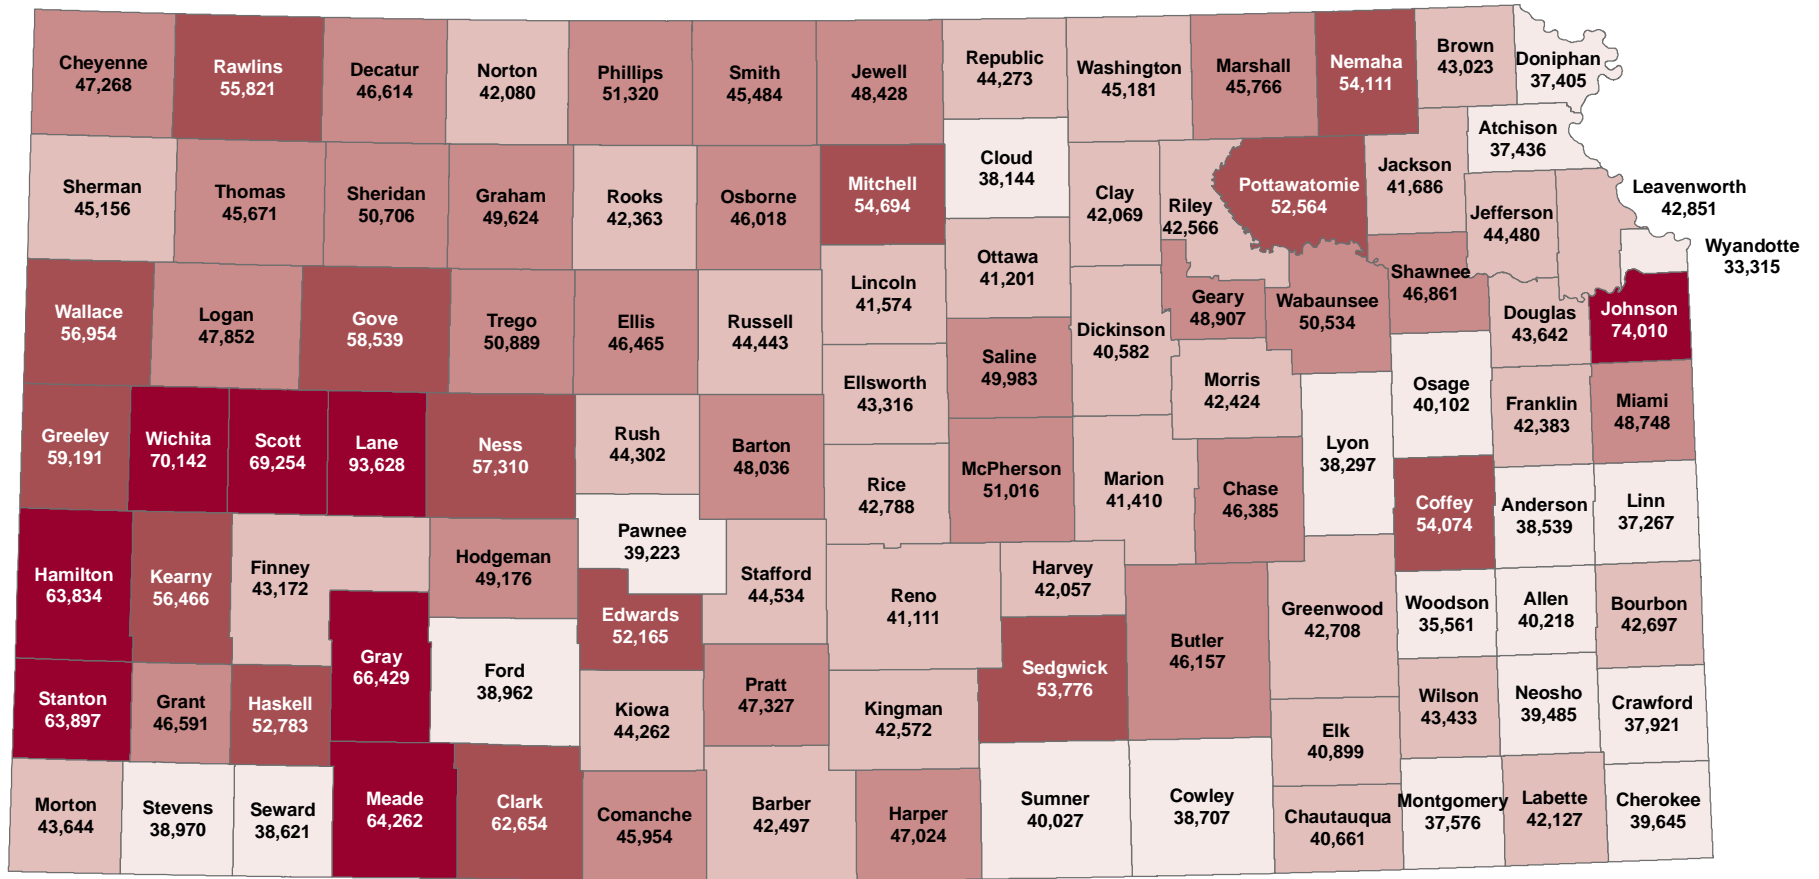 Cheyenne
47,268
Rawlins
55,821
Decatur
46,614
Norton
42,080
Phillips
51,320
Smith
45,484
Jewell
48,428
Republic
44,273
Washington
45,181
Marshall
45,766
Nemaha
54,111
Brown
43,023
Doniphan
37,405
Sherman
45,156
Thomas
45,671
Sheridan
50,706
Graham
49,624
Rooks
42,363
Osborne
46,018
Mitchell
54,694
Cloud
38,144
Clay
42,069
Riley
42,566
Pottawatomie
52,564
Jackson
41,686
Atchison
37,436
Jefferson
44,480
Leavenworth
42,851
Wyandotte
33,315
Wallace
56,954
Logan
47,852
Gove
58,539
Trego
50,889
Ellis
46,465
Russell
44,443
Lincoln
41,574
Ottawa
41,201
Saline
49,983
Dickinson
40,582
Geary
48,907
Wabaunsee
50,534
Shawnee
46,861
Douglas
43,642
Johnson
74,010
Greeley
59,191
Wichita
70,142
Scott
69,254
Lane
93,628
Ness
57,310
Rush
44,302
Barton
48,036
Ellsworth
43,316
Rice
42,788
McPherson
51,016
Marion
41,410
Morris
42,424
Chase
46,385
Lyon
38,297
Osage
40,102
Franklin
42,383
Miami
48,748
Coffey
54,074
Anderson
38,539
Linn
37,267
Hamilton
63,834
Kearny
56,466
Finney
43,172
Hodgeman
49,176
Pawnee
39,223
Edwards
52,165
Stafford
44,534
Reno
41,111
Harvey
42,057
Sedgwick
53,776
Butler
46,157
Greenwood
42,708
Woodson
35,561
Allen
40,218
Bourbon
42,697
Stanton
63,897
Grant
46,591
Haskell
52,783
Gray
66,429
Ford
38,962
Kiowa
44,262
Pratt
47,327
Kingman
42,572
Elk
40,899
Wilson
43,433
Neosho
39,485
Crawford
37,921
Morton
43,644
Stevens
38,970
Seward
38,621
Meade
64,262
Clark
62,654
Comanche
45,954
Barber
42,497
Harper
47,024
Sumner
40,027
Cowley
38,707
Chautauqua
40,661
Montgomery
37,576
Labette
42,127
Cherokee
39,645